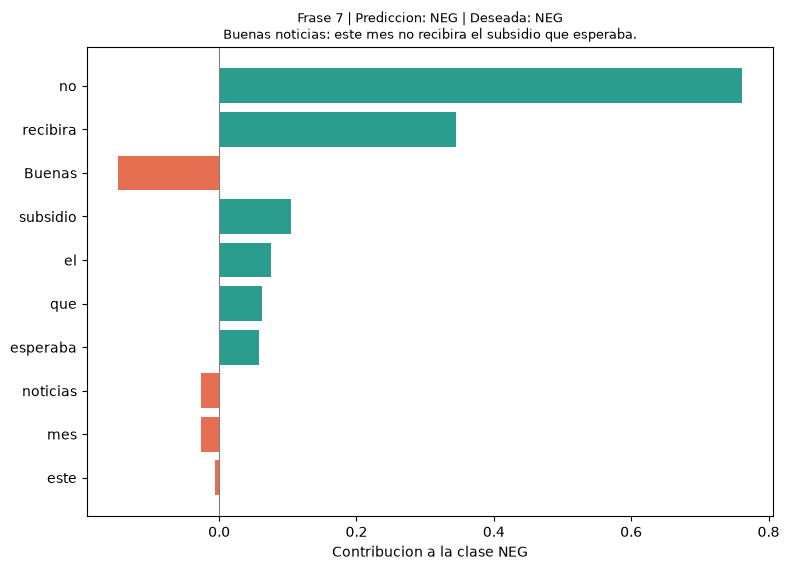 Frase 7 | Prediccion: NEG | Deseada: NEG
Buenas noticias: este mes no recibira el subsidio que esperaba.
no
recibira
Buenas
subsidio
el
que
esperaba
noticias
mes
este
0.0 0.2 0.4 0.6 0.8
Contribucion a la clase NEG